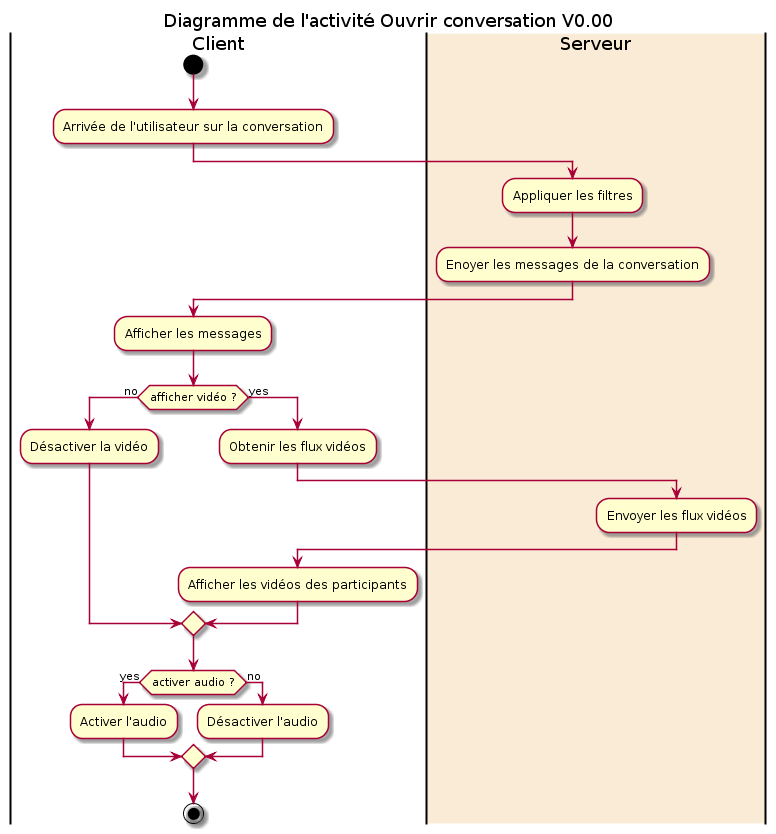 Diagramme de l'activité Ouvrir conversation V0.00
Client
Serveur
Arrivée de l'utilisateur sur la conversation
Appliquer les filtres
Enoyer les messages de la conversation
Afficher les messages
no
afficher vidéo ?
yes
Désactiver la vidéo
Obtenir les flux vidéos
Envoyer les flux vidéos
Afficher les vidéos des participants
yes
activer audio ?
no
Activer l'audio
Désactiver l'audio